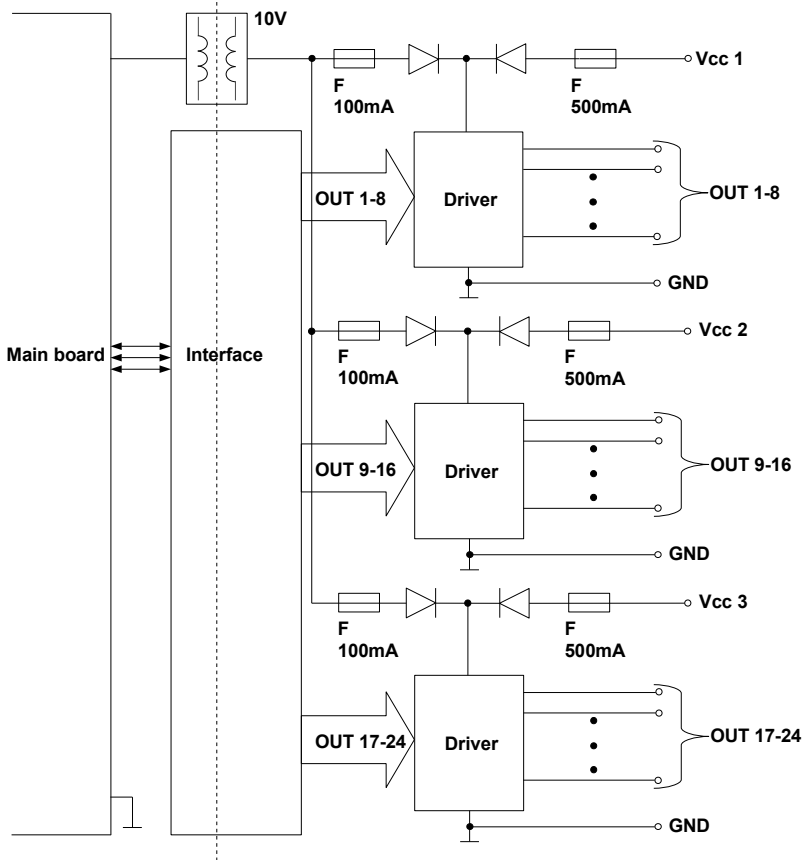 10V
Vcc 1
F
100mA
F
500mA
OUT 1-8
Driver
OUT 1-8
GND
Main board
Interface
Vcc 2
F
100mA
F
500mA
OUT 9-16
Driver
OUT 9-16
GND
Vcc 3
F
100mA
F
500mA
OUT 17-24
Driver
OUT 17-24
GND